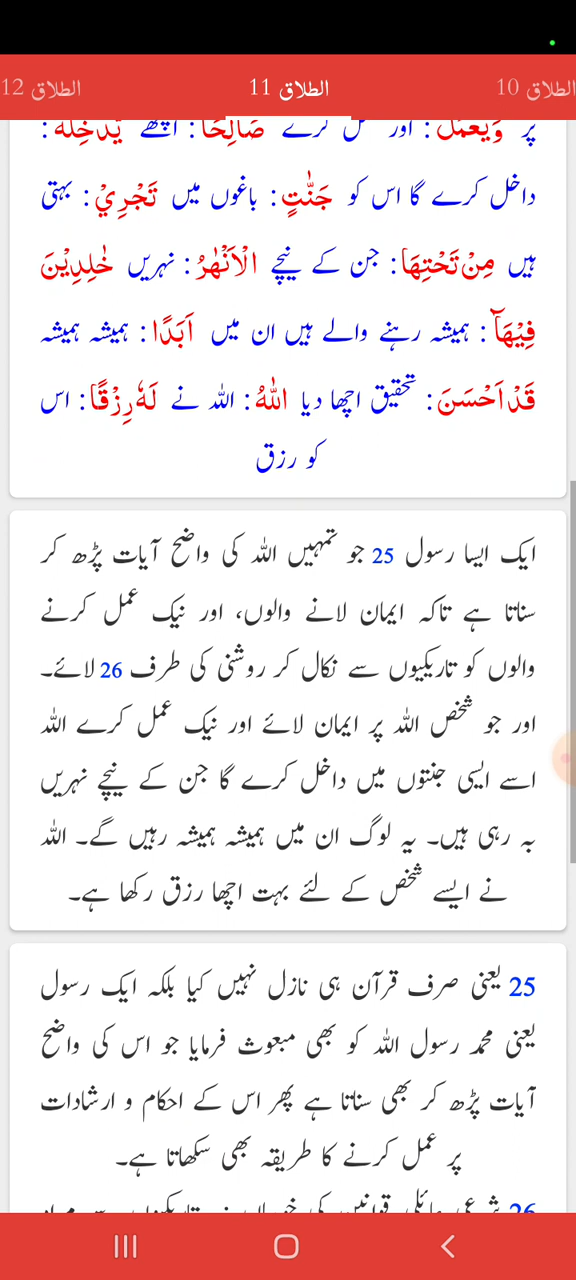 الطلاق 10 الطلاق 11 الطلاق 12
پر وَيَعْمَلْ : اور عمل کرے صَالِحًا : اچھے يُّدْخِلْهُ :
داخل کرے گا اس کو جَنّٰتٍ : باغوں میں تَجْرِيْ : بہتی
ہیں مِنْ تَحْتِهَا : جن کے نیچے الْاَنْهٰرُ : نہریں خٰلِدِيْنَ
فِيْهَآ : ہمیشہ رہنے والے ہیں ان میں اَبَدًا : ہمیشہ ہمیشہ
قَدْ اَحْسَنَ : تحقیق اچھا دیا اللّٰهُ : اللہ نے لَهٗ رِزْقًا : اس
کو رزق
ایک ایسا رسول 25 جو تمہیں اللہ کی واضح آیات پڑھ کر
سناتا ہے تاکہ ایمان لانے والوں، اور نیک عمل کرنے
والوں کو تاریکیوں سے نکال کر روشنی کی طرف 26 لائے۔
اور جو شخص اللہ پر ایمان لائے اور نیک عمل کرے اللہ
اسے ایسی جنتوں میں داخل کرے گا جن کے نیچے نہریں
بہ رہی ہیں۔ یہ لوگ ان میں ہمیشہ ہمیشہ رہیں گے۔ اللہ
نے ایسے شخص کے لئے بہت اچھا رزق رکھا ہے۔
25 یعنی صرف قرآن ہی نازل نہیں کیا بلکہ ایک رسول
یعنی محمد رسول اللہ کو بھی مبعوث فرمایا جو اس کی واضح
آیات پڑھ کر بھی سناتا ہے پھر اس کے احکام و ارشادات
پر عمل کرنے کا طریقہ بھی سکھاتا ہے۔
26